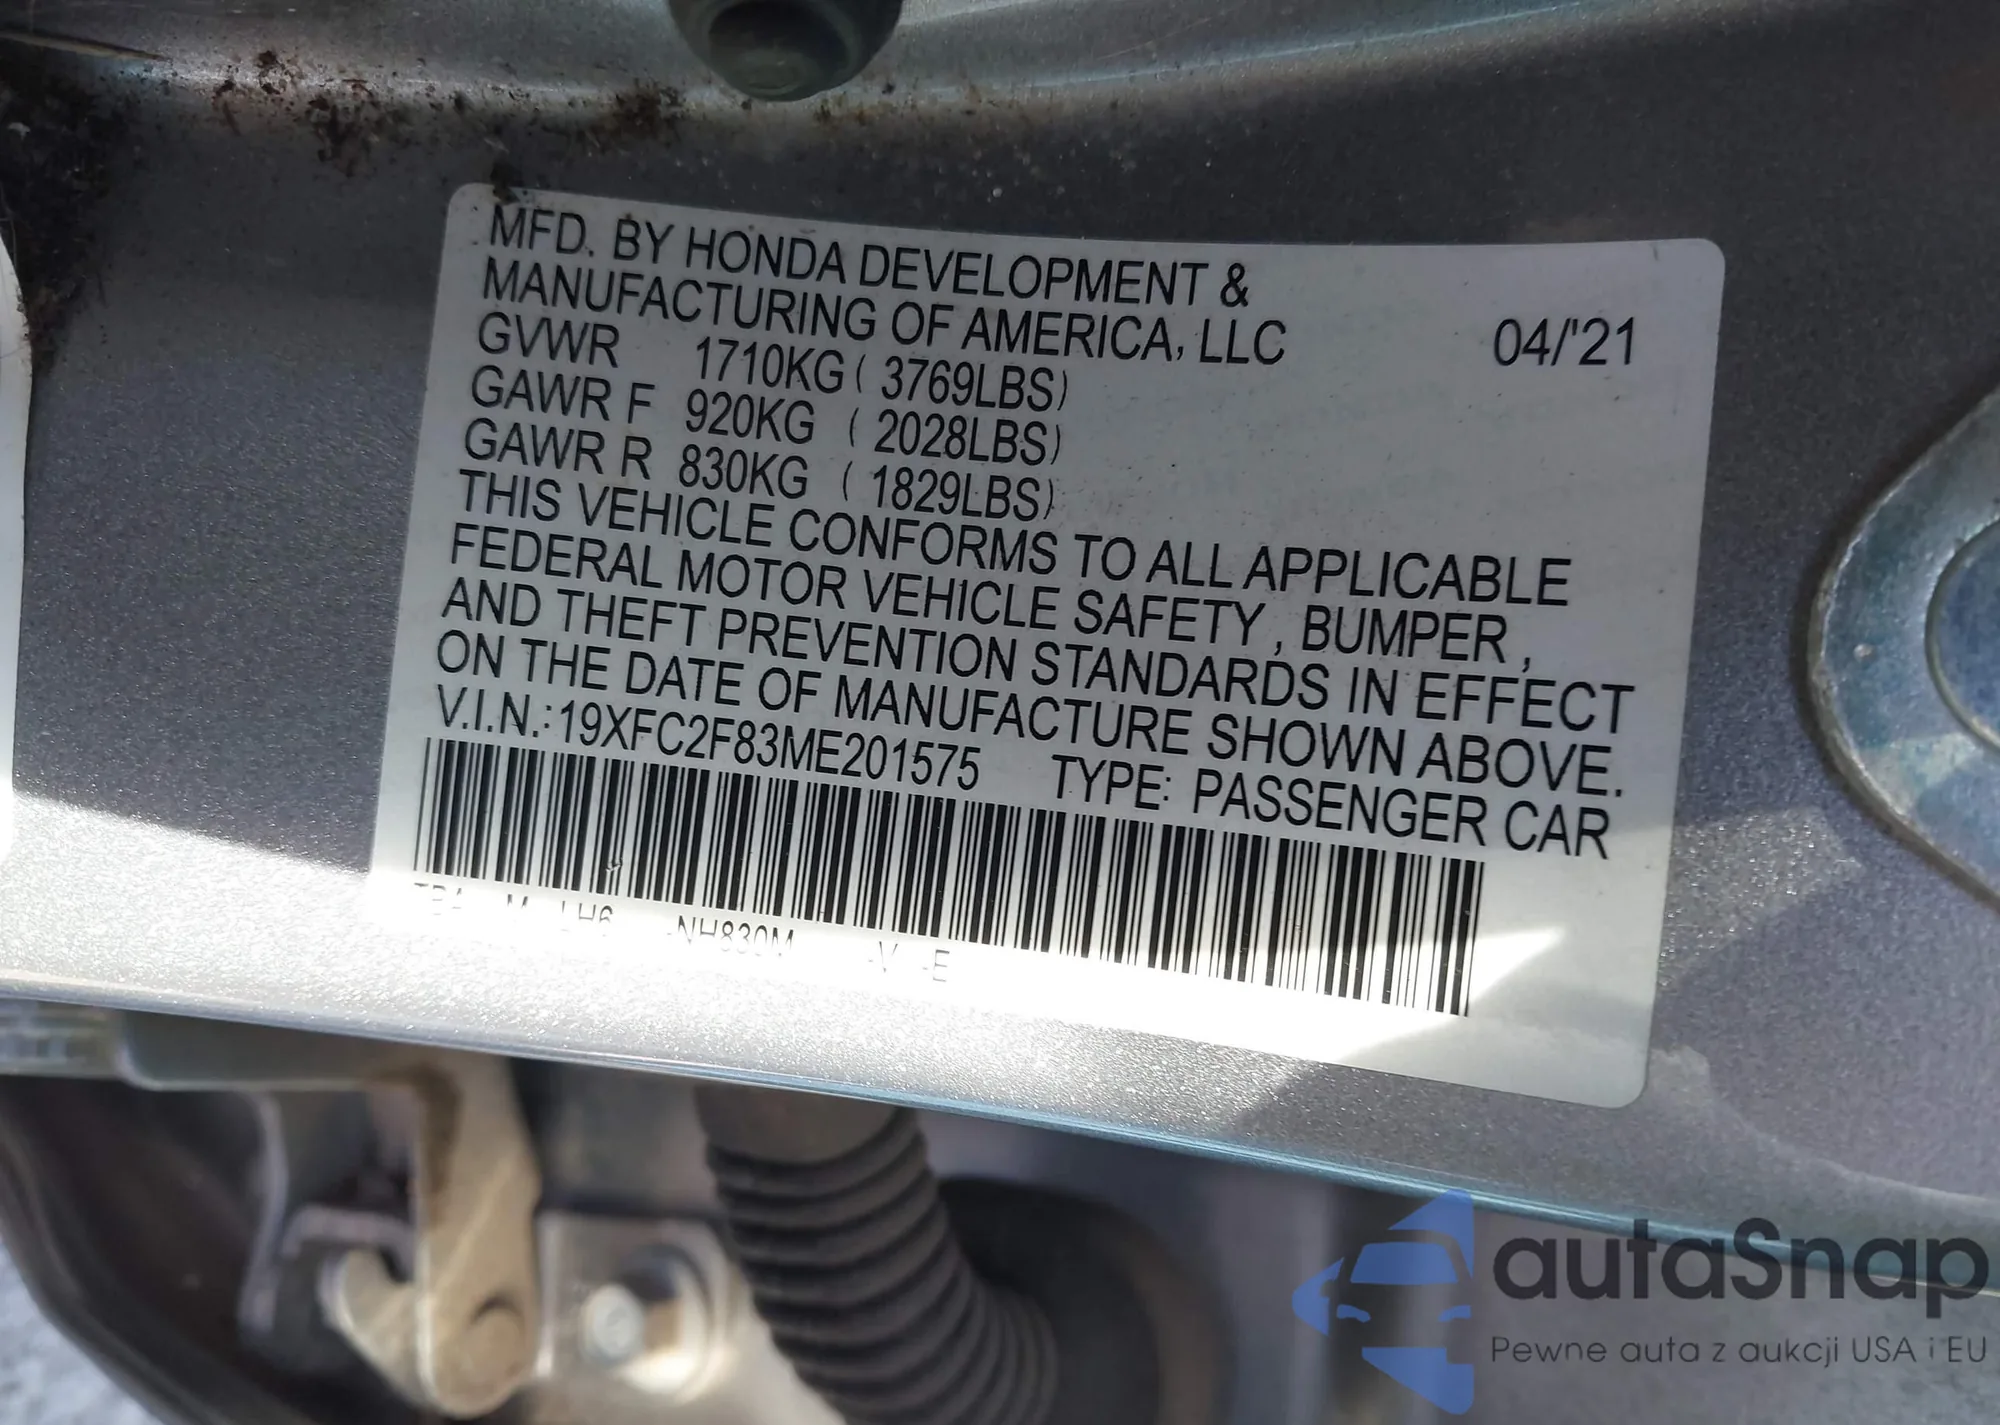 MFD. BY HONDA DEVELOPMENT &
MANUFACTURING OF AMERICA, LLC 04/'21
GVWR 1710KG ( 3769LBS)
GAWR F 920KG ( 2028LBS)
GAWR R 830KG ( 1829LBS)
THIS VEHICLE CONFORMS TO ALL APPLICABLE
FEDERAL MOTOR VEHICLE SAFETY , BUMPER ,
AND THEFT PREVENTION STANDARDS IN EFFECT
ON THE DATE OF MANUFACTURE SHOWN ABOVE.
V.I.N.:19XFC2F83ME201575 TYPE: PASSENGER CAR
-NH830M -V -E
autaSnap
Pewne auta z aukcji USA i EU